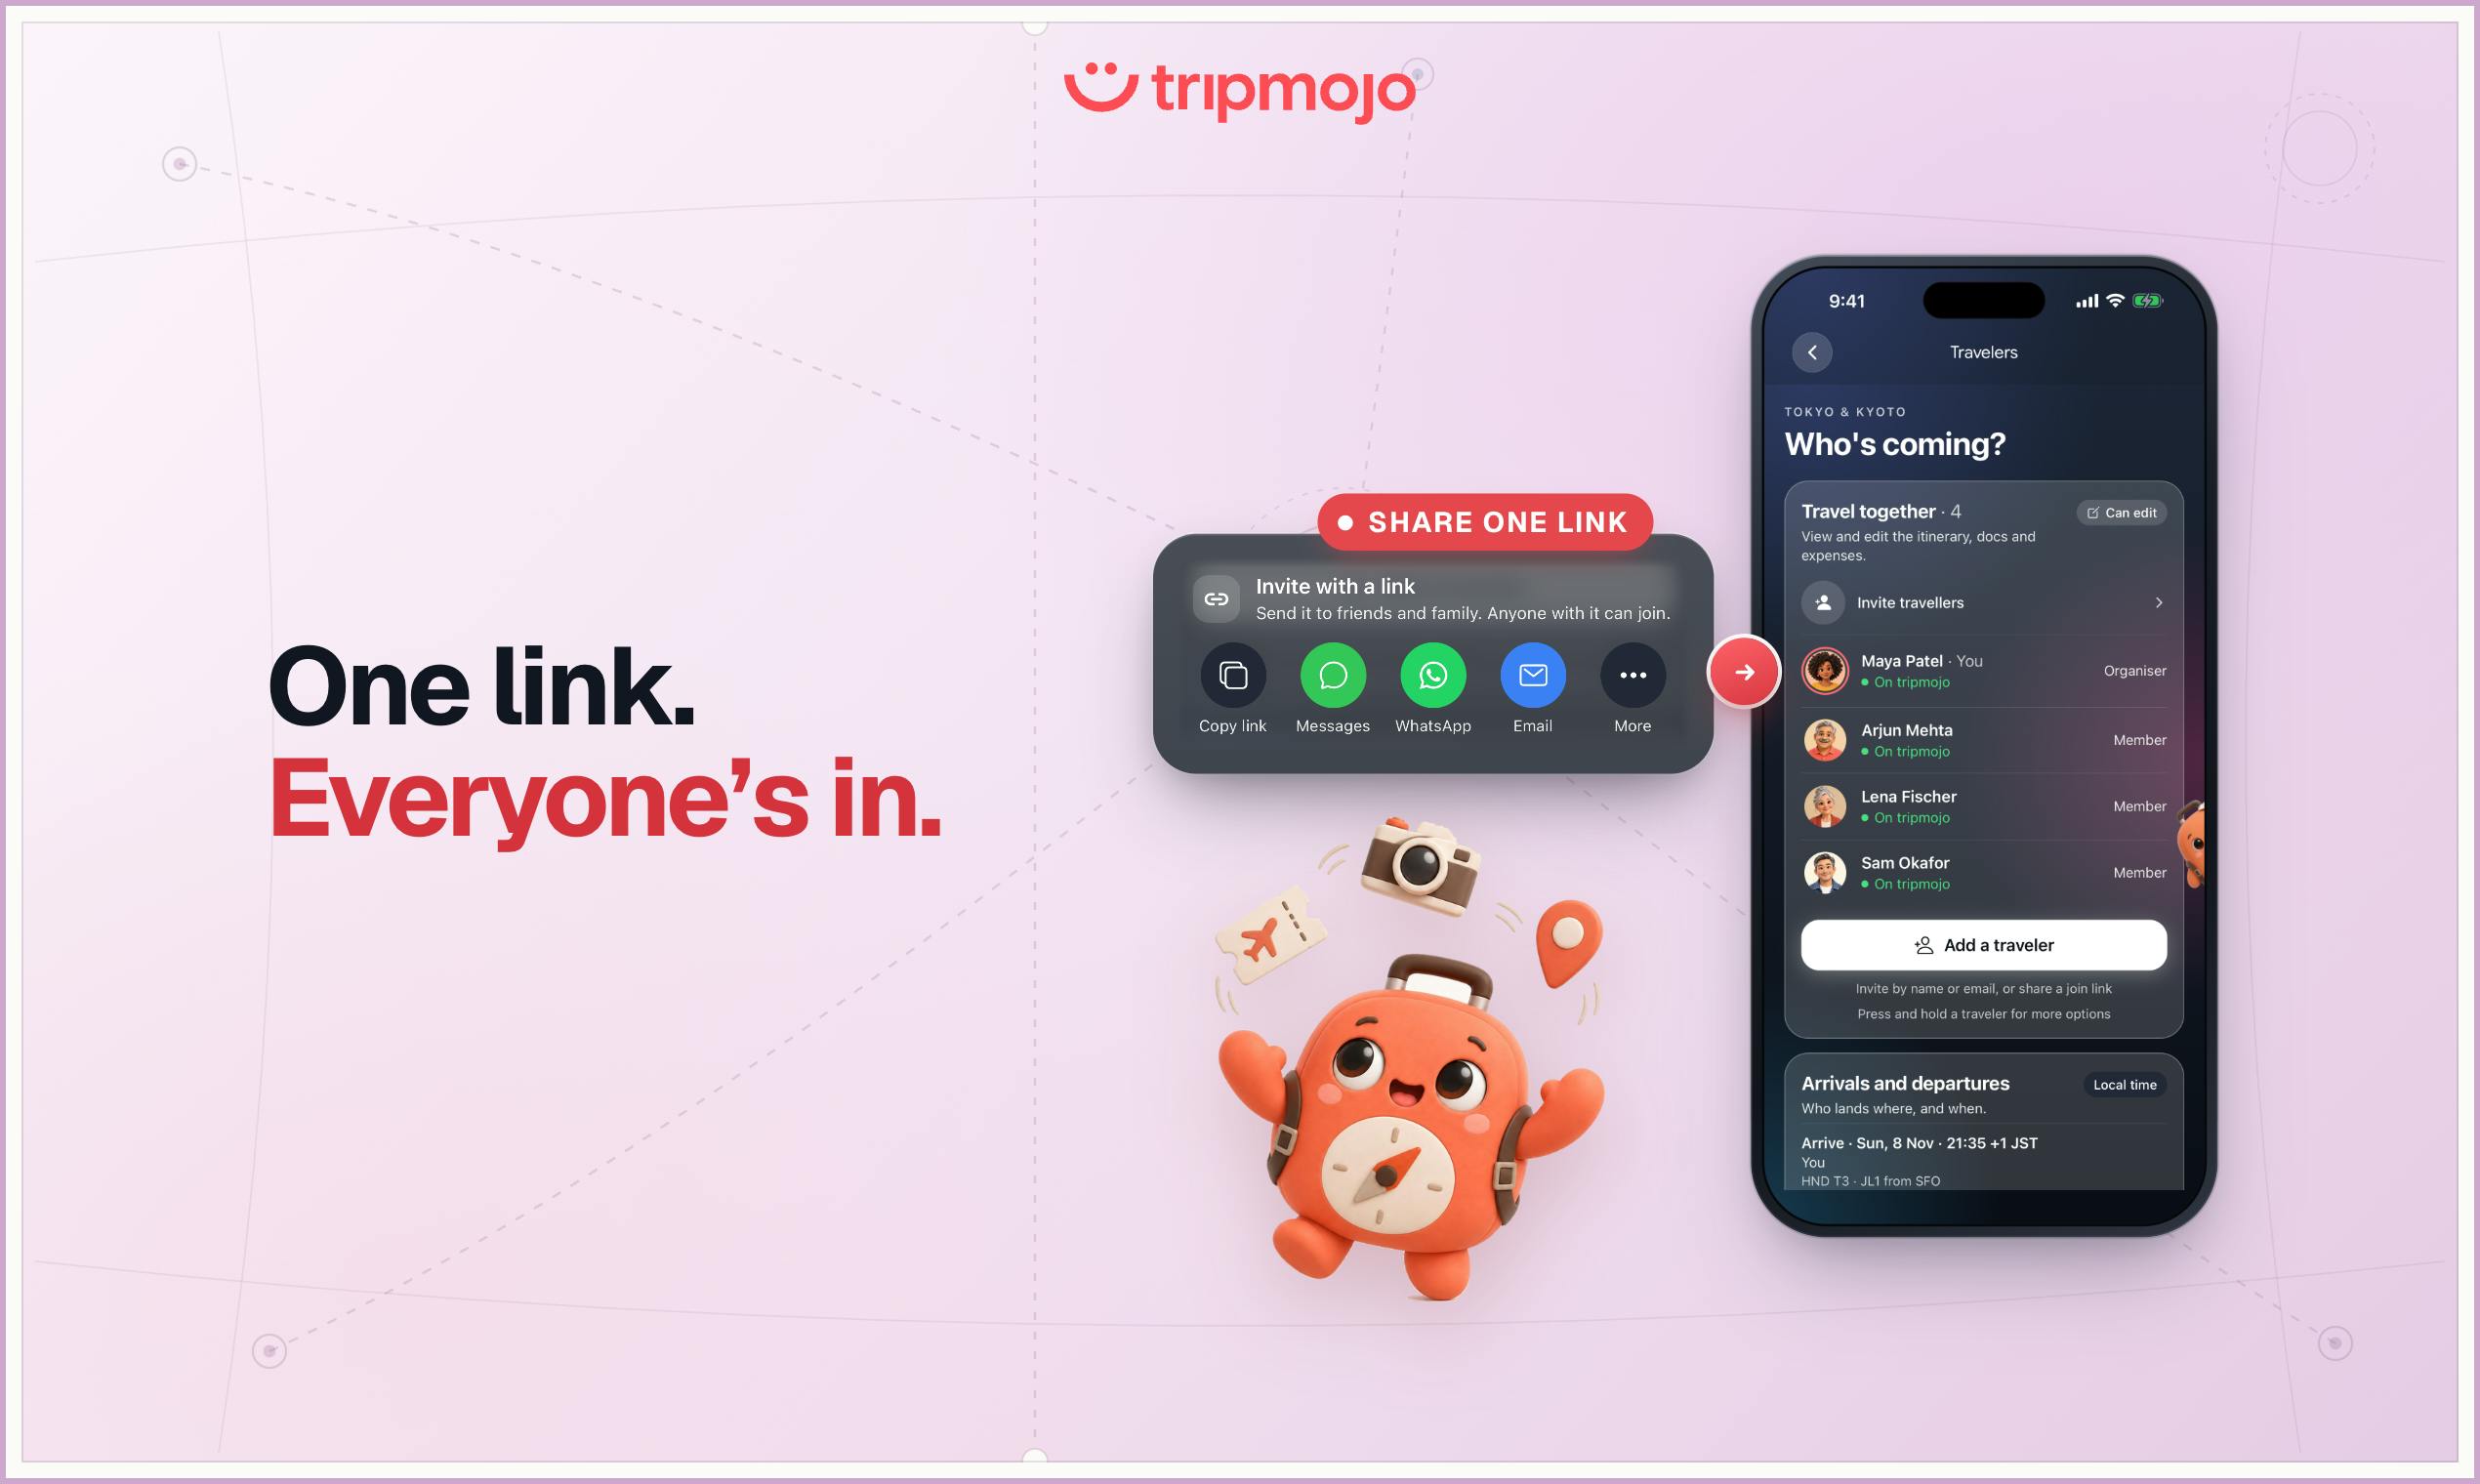 tripmojo
One link.
Everyone’s in.
SHARE ONE LINK
Invite with a link
Send it to friends and family. Anyone with it can join.
Copy link
Messages
WhatsApp
Email
More
9:41
Travelers
TOKYO & KYOTO
Who's coming?
Travel together · 4
Can edit
View and edit the itinerary, docs and
expenses.
Invite travellers
Maya Patel · You
On tripmojo
Organiser
Arjun Mehta
On tripmojo
Member
Lena Fischer
On tripmojo
Member
Sam Okafor
On tripmojo
Member
Add a traveler
Invite by name or email, or share a join link
Press and hold a traveler for more options
Arrivals and departures
Local time
Who lands where, and when.
Arrive · Sun, 8 Nov · 21:35 +1 JST
You
HND T3 · JL1 from SFO